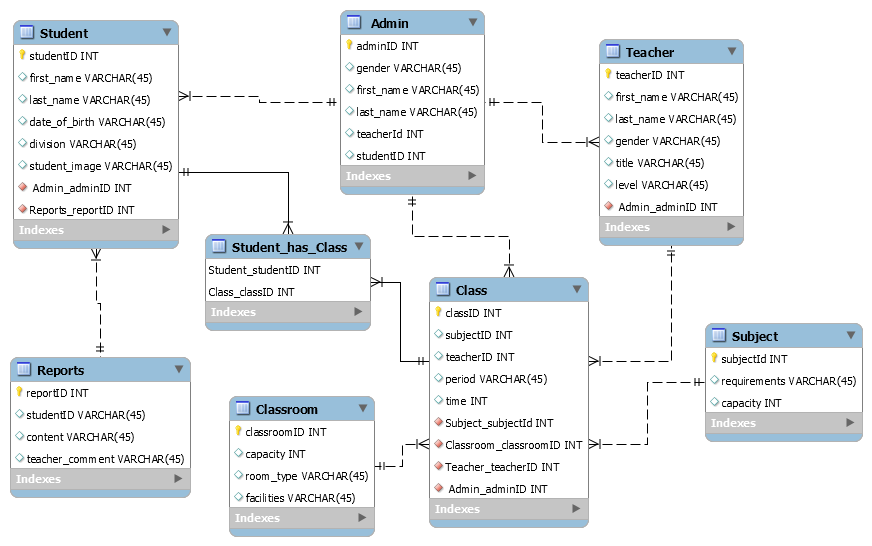 Student
studentID INT
first_name VARCHAR(45)
last_name VARCHAR(45)
date_of_birth VARCHAR(45)
division VARCHAR(45)
student_image VARCHAR(45)
Admin_adminID INT
Reports_reportID INT
Indexes
Admin
adminID INT
gender VARCHAR(45)
first_name VARCHAR(45)
last_name VARCHAR(45)
teacherId INT
studentID INT
Indexes
Teacher
teacherID INT
first_name VARCHAR(45)
last_name VARCHAR(45)
gender VARCHAR(45)
title VARCHAR(45)
level VARCHAR(45)
Admin_adminID INT
Indexes
Student_has_Class
Student_studentID INT
Class_classID INT
Indexes
Class
classID INT
subjectID INT
teacherID INT
period VARCHAR(45)
time INT
Subject_subjectId INT
Classroom_classroomID INT
Teacher_teacherID INT
Admin_adminID INT
Indexes
Subject
subjectId INT
requirements VARCHAR(45)
capacity INT
Indexes
Reports
reportID INT
studentID VARCHAR(45)
content VARCHAR(45)
teacher_comment VARCHAR(45)
Indexes
Classroom
classroomID INT
capacity INT
room_type VARCHAR(45)
facilities VARCHAR(45)
Indexes